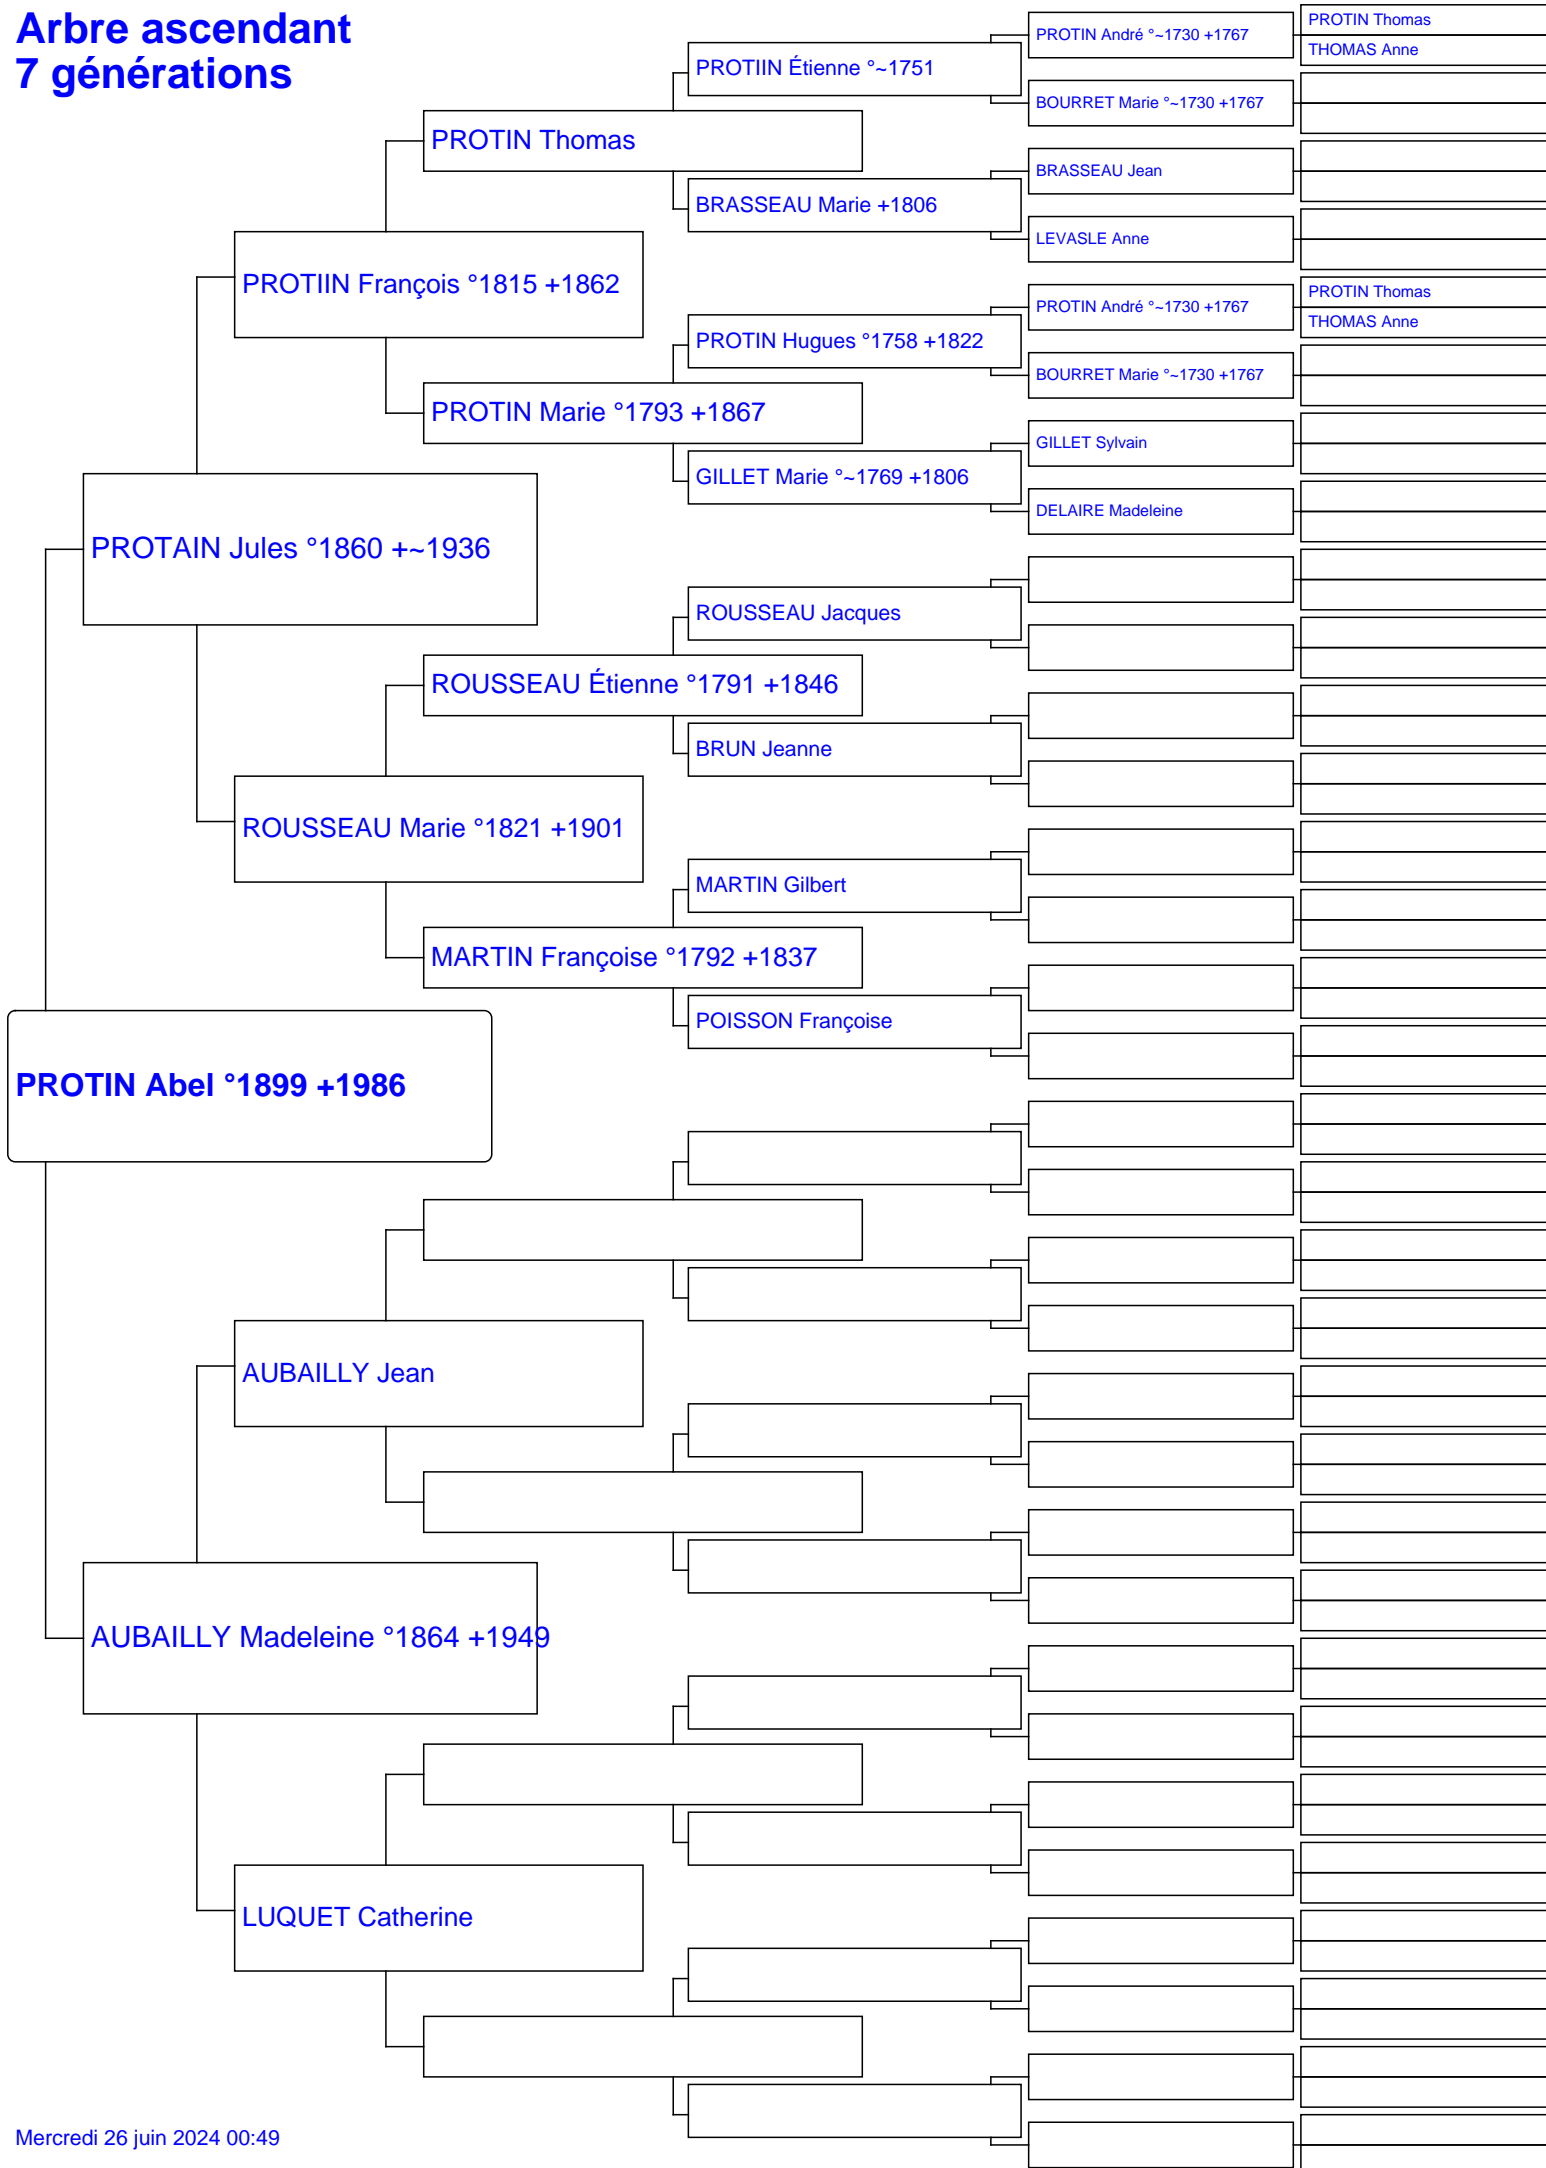 Arbre ascendant
7 générations
PROTIN Abel °1899 +1986
PROTAIN Jules °1860 +~1936
AUBAILLY Madeleine °1864 +1949
PROTIIN François °1815 +1862
ROUSSEAU Marie °1821 +1901
AUBAILLY Jean
LUQUET Catherine
PROTIN Thomas
PROTIN Marie °1793 +1867
ROUSSEAU Étienne °1791 +1846
MARTIN Françoise °1792 +1837
PROTIIN Étienne °~1751
BRASSEAU Marie +1806
PROTIN Hugues °1758 +1822
GILLET Marie °~1769 +1806
ROUSSEAU Jacques
BRUN Jeanne
MARTIN Gilbert
POISSON Françoise
PROTIN André °~1730 +1767
BOURRET Marie °~1730 +1767
BRASSEAU Jean
LEVASLE Anne
PROTIN André °~1730 +1767
BOURRET Marie °~1730 +1767
GILLET Sylvain
DELAIRE Madeleine
PROTIN Thomas
THOMAS Anne
PROTIN Thomas
THOMAS Anne
Mercredi 26 juin 2024 00:49